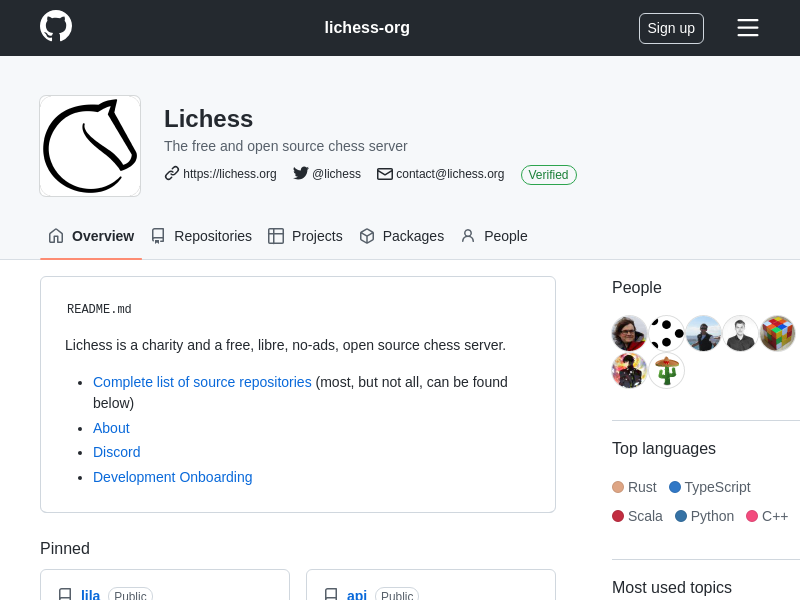 lichess-org
Sign up
Lichess
The free and open source chess server
https://lichess.org @lichess contact@lichess.org Verified
Overview Repositories Projects Packages People
README.md
Lichess is a charity and a free, libre, no-ads, open source chess server.
Complete list of source repositories (most, but not all, can be found
below)
About
Discord
Development Onboarding
Pinned
lila Public
api Public
People
Top languages
Rust TypeScript
Scala Python C++
Most used topics